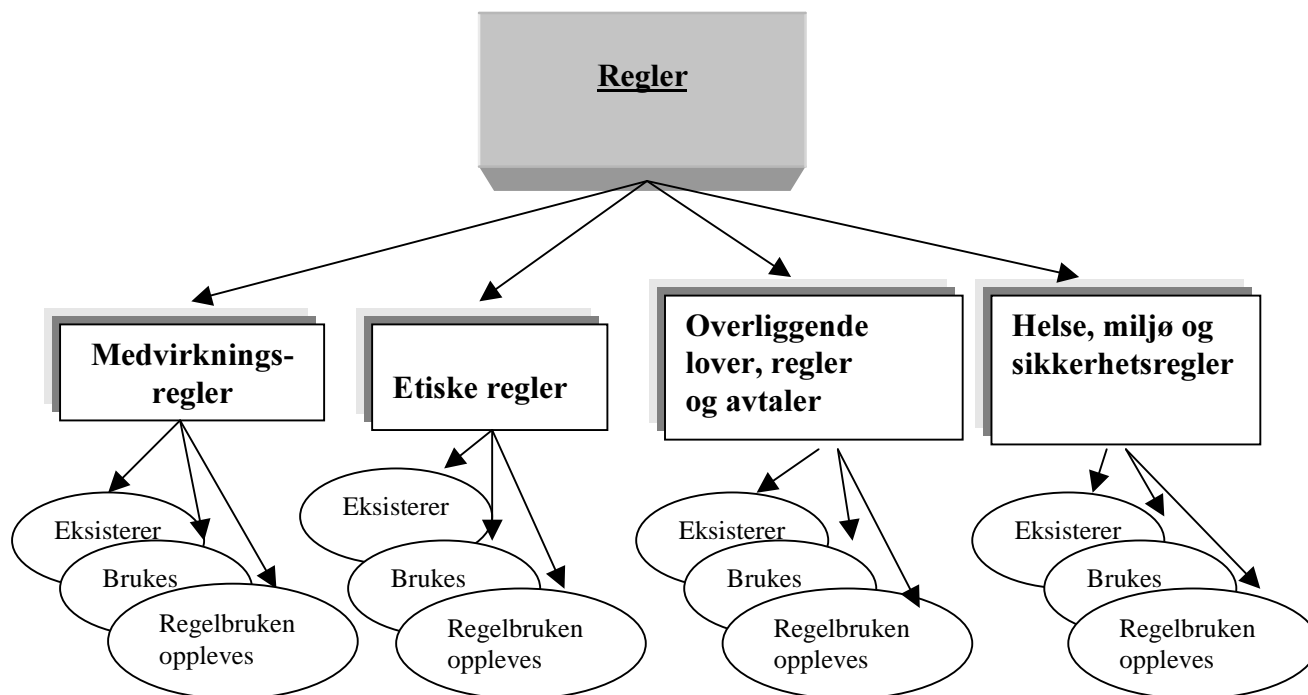 Regler
Medvirknings-
regler
Etiske regler
Overliggende
lover, regler
og avtaler
Helse, miljø og
sikkerhetsregler
Eksisterer
Brukes
Regelbruken
oppleves
Eksisterer
Brukes
Regelbruken
oppleves
Eksisterer
Brukes
Regelbruken
oppleves
Eksisterer
Brukes
Regelbruken
oppleves